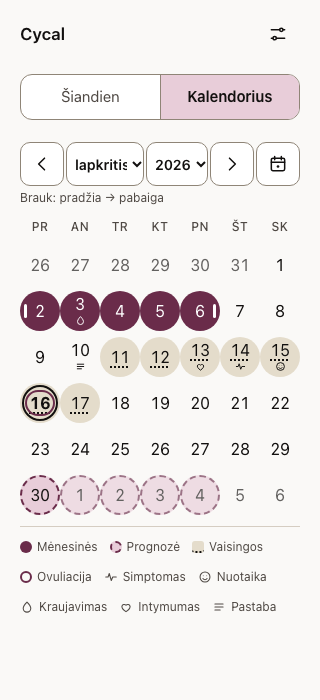 Cycal
Šiandien Kalendorius
lapkritis 2026
Brauk: pradžia → pabaiga
PR AN TR KT PN ŠT SK
26 27 28 29 30 31 1
2 3 4 5 6 7 8
9 10 11 12 13 14 15
16 17 18 19 20 21 22
23 24 25 26 27 28 29
30 1 2 3 4 5 6
Mėnesinės Prognozė Vaisingos
Ovuliacija Simptomas Nuotaika
Kraujavimas Intymumas Pastaba